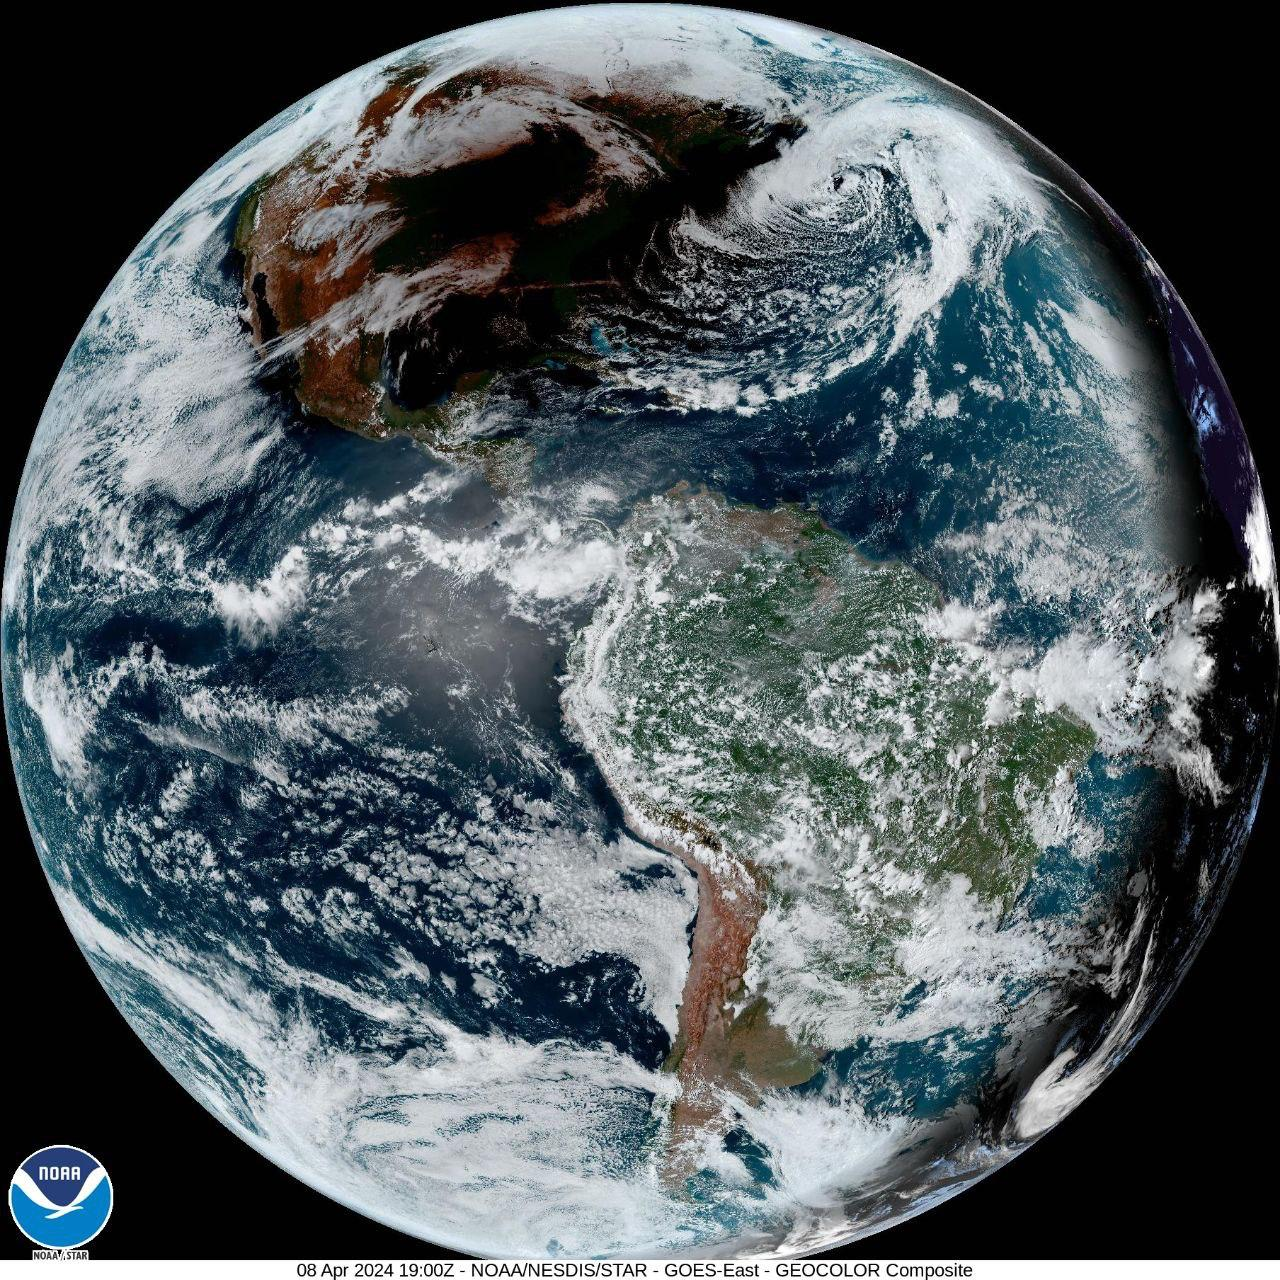 NOAA
NOAA/STAR
08 Apr 2024 19:00Z - NOAA/NESDIS/STAR - GOES-East - GEOCOLOR Composite